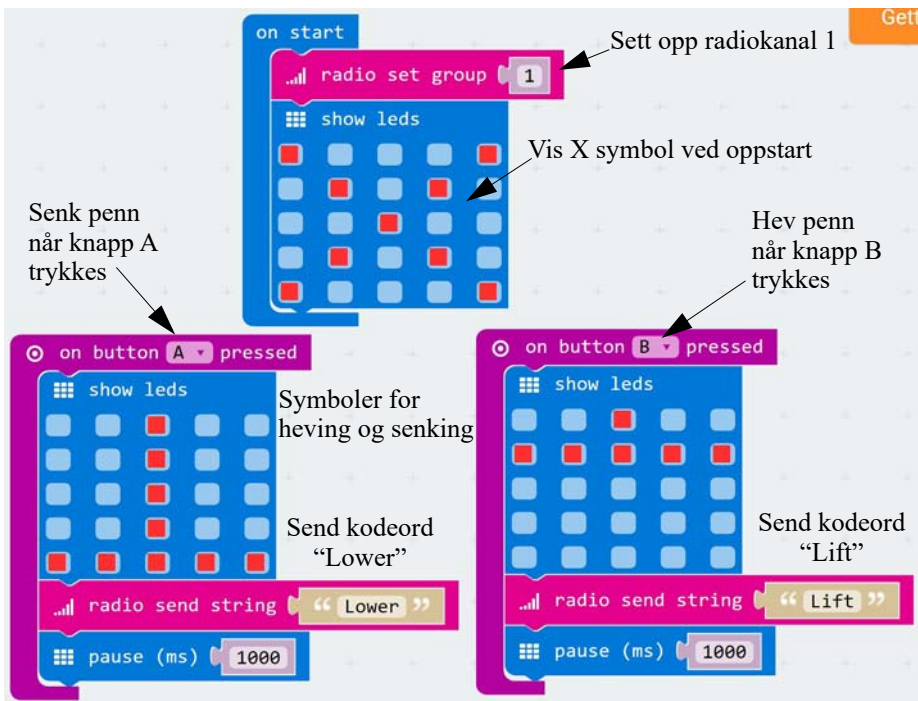 Gett
on start
radio set group 1
Sett opp radiokanal 1
show leds
Vis X symbol ved oppstart
Senk penn
når knapp A
trykkes
Hev penn
når knapp B
trykkes
on button A pressed
show leds
Symboler for
heving og senking
Send kodeord
“Lower”
radio send string “ Lower ”
pause (ms) 1000
on button B pressed
show leds
Send kodeord
“Lift”
radio send string “ Lift ”
pause (ms) 1000